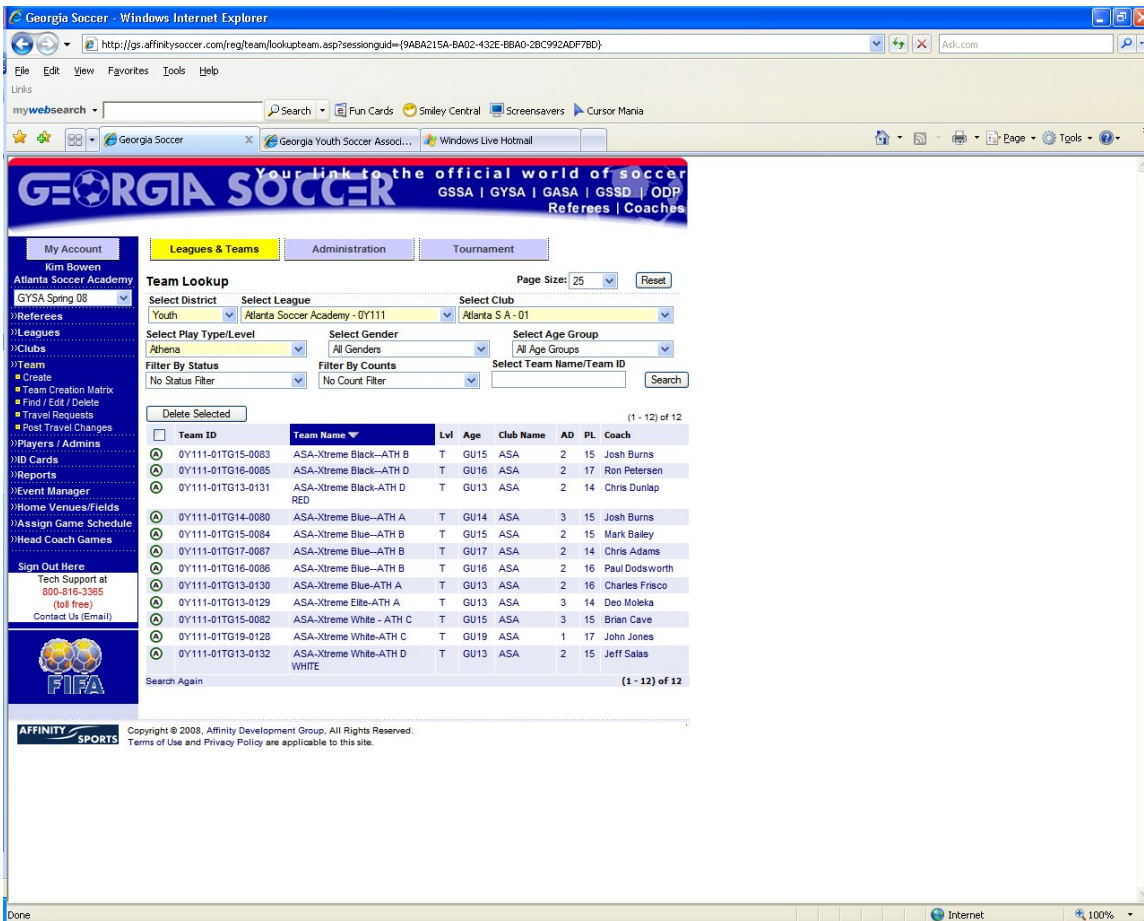 Georgia Soccer - Windows Internet Explorer
http://gs.affinitysoccer.com/reg/team/lookupteam.asp?sessionguid={9ABA215A-BA02-432E-BBA0-2BC992ADF7BD}
Ask.com
File Edit View Favorites Tools Help
Links
mywebsearch Search Fun Cards Smiley Central Screensavers Cursor Mania
Georgia Soccer Georgia Youth Soccer Associ... Windows Live Hotmail Page Tools
Your link to the official world of soccer
GEORGIA SOCCER GSSA | GYSA | GASA | GSSD | ODP
Referees | Coaches
My Account Leagues & Teams Administration Tournament
Kim Bowen
Atlanta Soccer Academy
GYSA Spring 08
Referees
Leagues
Clubs
Team
Create
Team Creation Matrix
Find / Edit / Delete
Travel Requests
Post Travel Changes
Players / Admins
ID Cards
Reports
Event Manager
Home Venues/Fields
Assign Game Schedule
Head Coach Games
Sign Out Here
Tech Support at
800-816-3365
(toll free)
Contact Us (Email)
FIFA
Team Lookup Page Size: 25 Reset
Select District Select League Select Club
Youth Atlanta Soccer Academy - 0Y111 Atlanta S A - 01
Select Play Type/Level Select Gender Select Age Group
Athena All Genders All Age Groups
Filter By Status Filter By Counts Select Team Name/Team ID
No Status Filter No Count Filter Search
Delete Selected (1 - 12) of 12
Team ID Team Name Lvl Age Club Name AD PL Coach
A 0Y111-01TG15-0083 ASA-Xtreme Black--ATH B T GU15 ASA 2 15 Josh Burns
A 0Y111-01TG16-0085 ASA-Xtreme Black--ATH D T GU16 ASA 2 17 Ron Petersen
A 0Y111-01TG13-0131 ASA-Xtreme Black-ATH D T GU13 ASA 2 14 Chris Dunlap
RED
A 0Y111-01TG14-0080 ASA-Xtreme Blue--ATH A T GU14 ASA 3 15 Josh Burns
A 0Y111-01TG15-0084 ASA-Xtreme Blue--ATH B T GU15 ASA 2 15 Mark Bailey
A 0Y111-01TG17-0087 ASA-Xtreme Blue--ATH B T GU17 ASA 2 14 Chris Adams
A 0Y111-01TG16-0086 ASA-Xtreme Blue--ATH B T GU16 ASA 2 16 Paul Dodsworth
A 0Y111-01TG13-0130 ASA-Xtreme Blue-ATH A T GU13 ASA 2 16 Charles Frisco
A 0Y111-01TG13-0129 ASA-Xtreme Elite-ATH A T GU13 ASA 3 14 Deo Moleka
A 0Y111-01TG15-0082 ASA-Xtreme White - ATH C T GU15 ASA 3 15 Brian Cave
A 0Y111-01TG19-0128 ASA-Xtreme White-ATH C T GU19 ASA 1 17 John Jones
A 0Y111-01TG13-0132 ASA-Xtreme White-ATH D T GU13 ASA 2 15 Jeff Salas
WHITE
Search Again (1 - 12) of 12
AFFINITY SPORTS
Copyright © 2008, Affinity Development Group, All Rights Reserved.
Terms of Use and Privacy Policy are applicable to this site.
Done Internet 100%